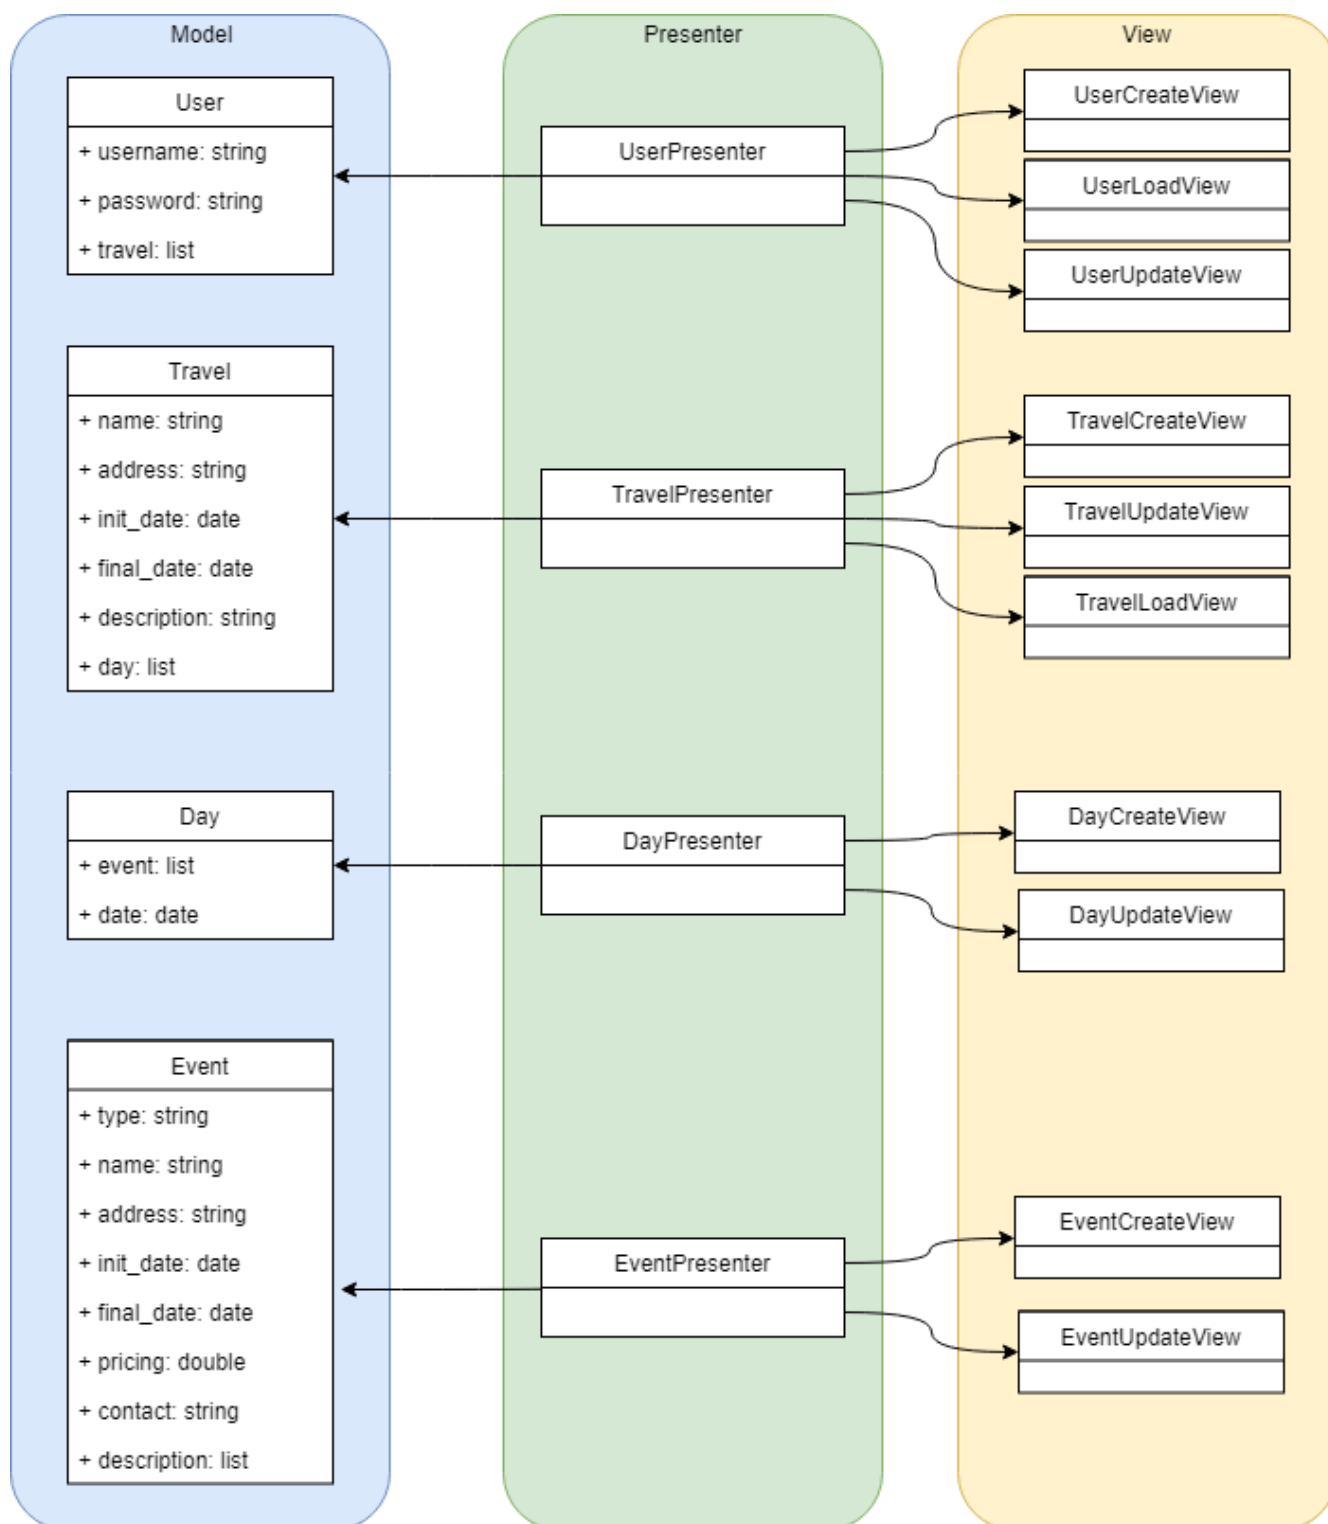 Model
User
+ username: string
+ password: string
+ travel: list
Travel
+ name: string
+ address: string
+ init_date: date
+ final_date: date
+ description: string
+ day: list
Day
+ event: list
+ date: date
Event
+ type: string
+ name: string
+ address: string
+ init_date: date
+ final_date: date
+ pricing: double
+ contact: string
+ description: list
Presenter
UserPresenter
TravelPresenter
DayPresenter
EventPresenter
View
UserCreateView
UserLoadView
UserUpdateView
TravelCreateView
TravelUpdateView
TravelLoadView
DayCreateView
DayUpdateView
EventCreateView
EventUpdateView